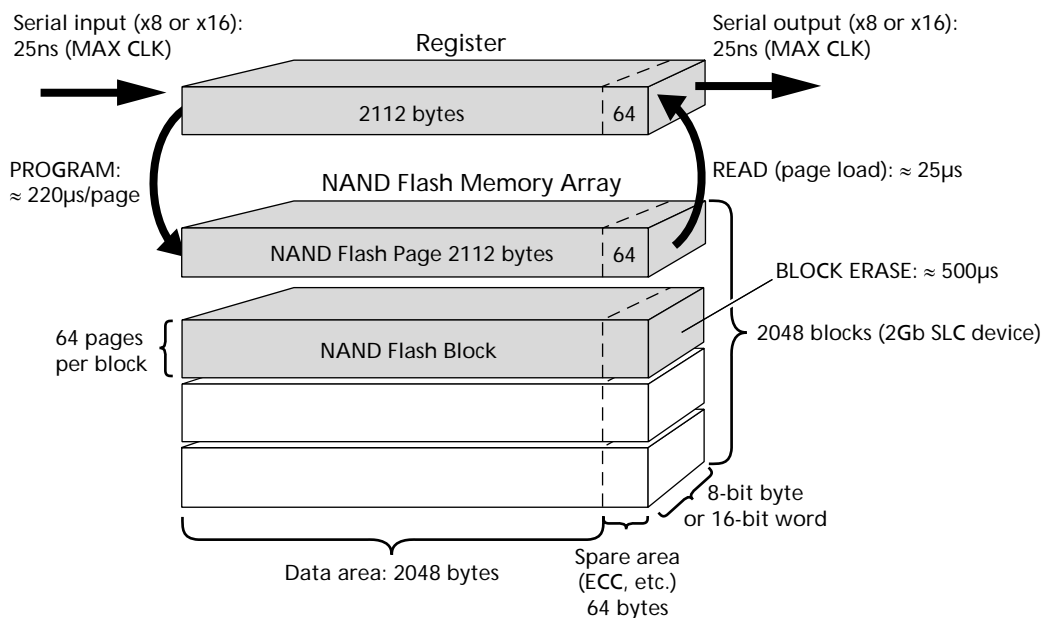 Serial input (x8 or x16):
25ns (MAX CLK)
Serial output (x8 or x16):
25ns (MAX CLK)
Register
2112 bytes
64
PROGRAM:
≈ 220µs/page
READ (page load): ≈ 25µs
NAND Flash Memory Array
NAND Flash Page 2112 bytes
64
BLOCK ERASE: ≈ 500µs
64 pages
per block
NAND Flash Block
2048 blocks (2Gb SLC device)
8-bit byte
or 16-bit word
Data area: 2048 bytes
Spare area
(ECC, etc.)
64 bytes